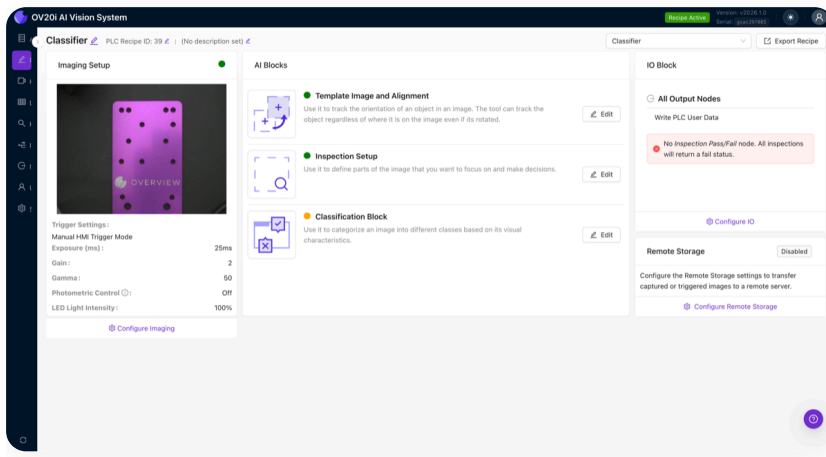 OV20i AI Vision System
Recipe Active
Version: v2026.1.0
Classifier
PLC Recipe ID: 39
(No description set)
Classifier
Export Recipe
Imaging Setup
OVERVIEW
Trigger Settings :
Manual HMI Trigger Mode
Exposure (ms) : 25ms
Gain : 2
Gamma : 50
Photometric Control : Off
LED Light Intensity : 100%
Configure Imaging
AI Blocks
Template Image and Alignment
Use it to track the orientation of an object in an image. The tool can track the
object regardless of where it is on the image even if its rotated.
Edit
Inspection Setup
Use it to define parts of the image that you want to focus on and make decisions.
Edit
Classification Block
Use it to categorize an image into different classes based on its visual
characteristics.
Edit
IO Block
All Output Nodes
Write PLC User Data
No Inspection Pass/Fail node. All inspections
will return a fail status.
Configure IO
Remote Storage
Disabled
Configure the Remote Storage settings to transfer
captured or triggered images to a remote server.
Configure Remote Storage